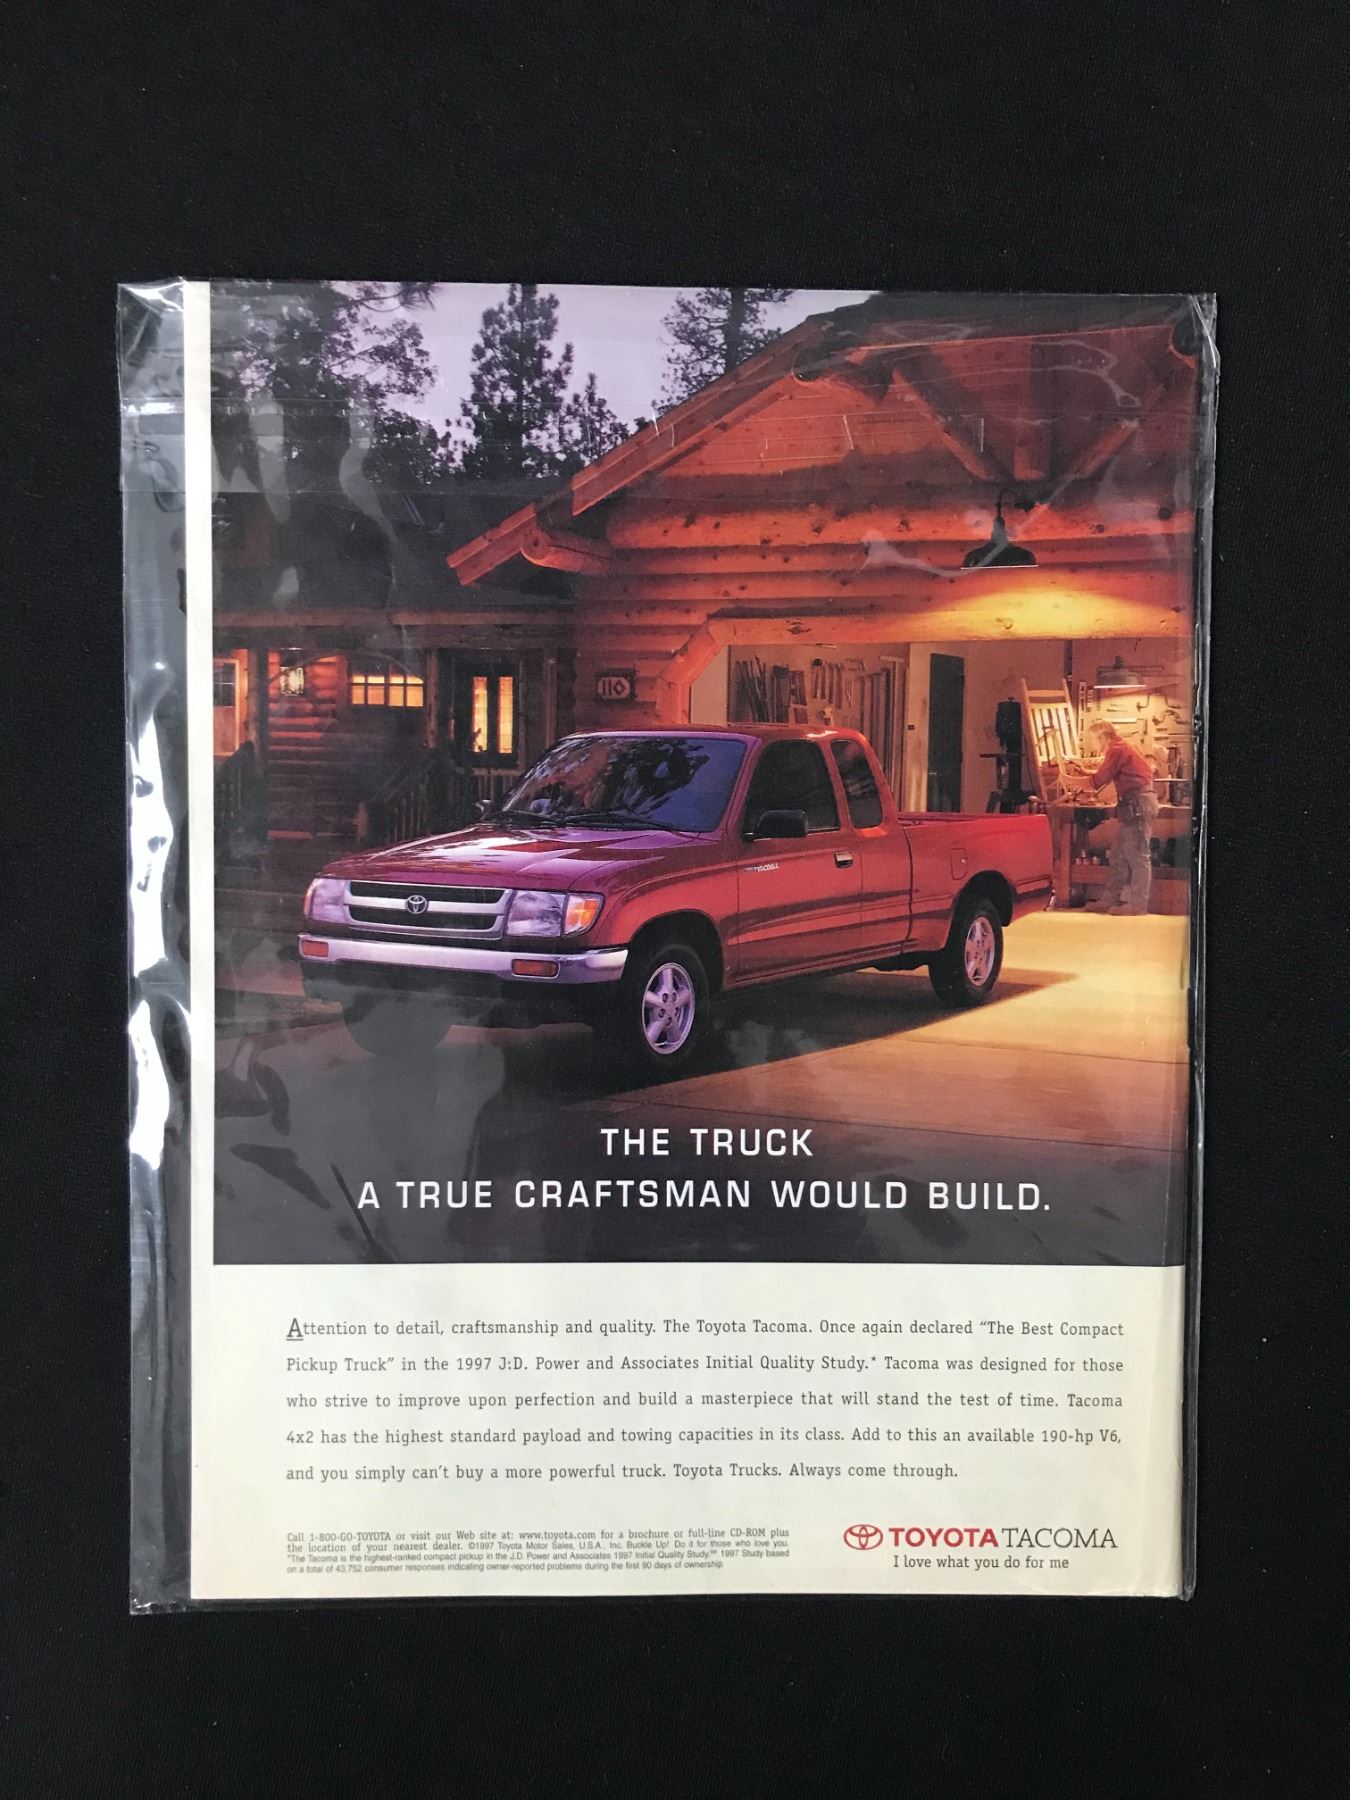 110
TACOMA
THE TRUCK
A TRUE CRAFTSMAN WOULD BUILD.
Attention to detail, craftsmanship and quality. The Toyota Tacoma. Once again declared “The Best Compact
Pickup Truck” in the 1997 J.D. Power and Associates Initial Quality Study.* Tacoma was designed for those
who strive to improve upon perfection and build a masterpiece that will stand the test of time. Tacoma
4x2 has the highest standard payload and towing capacities in its class. Add to this an available 190-hp V6,
and you simply can’t buy a more powerful truck. Toyota Trucks. Always come through.
Call 1-800-GO-TOYOTA or visit our Web site at: www.toyota.com for a brochure or full-line CD-ROM plus
the location of your nearest dealer. ©1997 Toyota Motor Sales, U.S.A., Inc. Buckle Up! Do it for those who love you.
*The Tacoma is the highest-ranked compact pickup in the J.D. Power and Associates 1997 Initial Quality Study.℠ 1997 Study based
on a total of 43,752 consumer responses indicating owner-reported problems during the first 90 days of ownership.
TOYOTA TACOMA
I love what you do for me